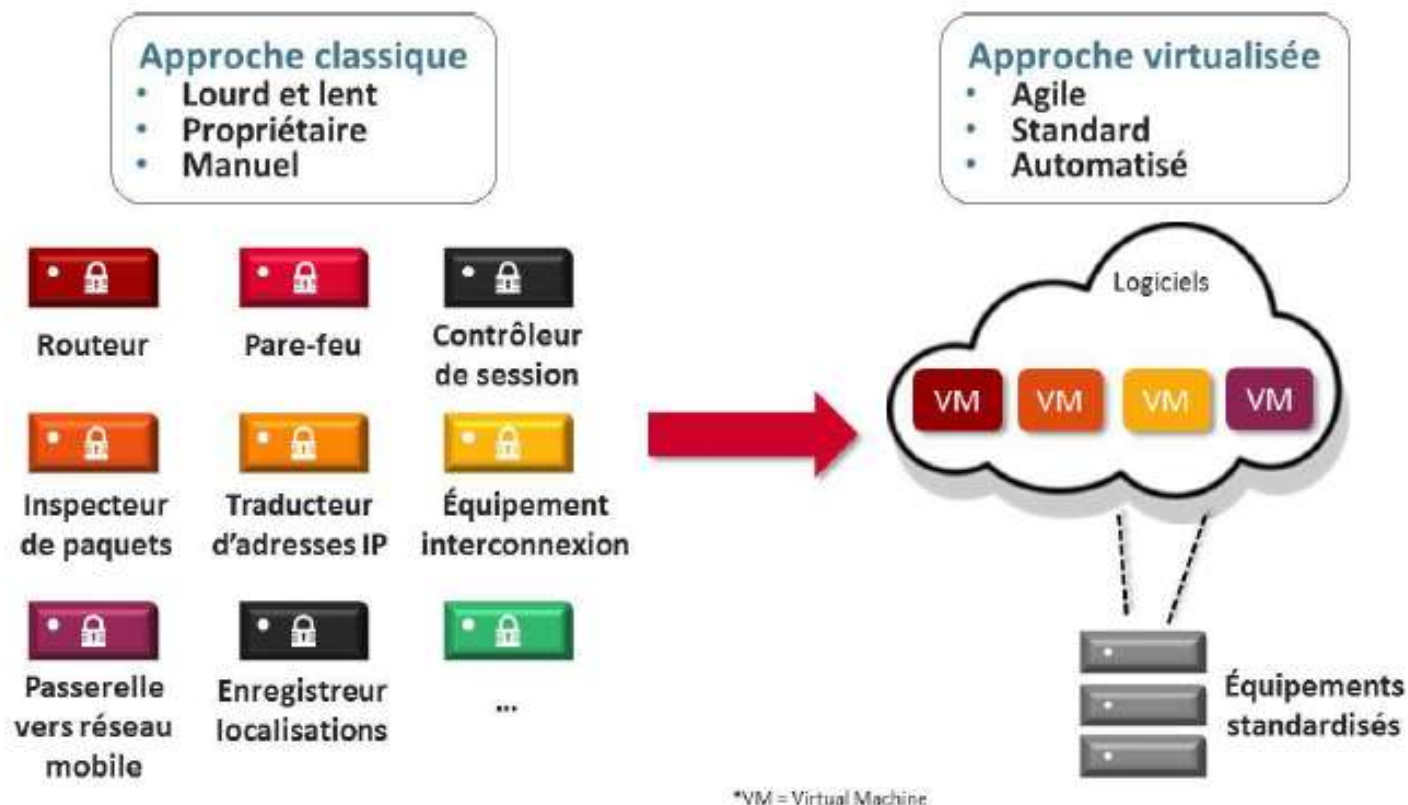 Approche classique
• Lourd et lent
• Propriétaire
• Manuel
Approche virtualisée
• Agile
• Standard
• Automatisé
Routeur
Pare-feu
Contrôleur
de session
Inspecteur
de paquets
Traducteur
d'adresses IP
Équipement
interconnexion
Passerelle
vers réseau
mobile
Enregistreur
localisations
...
Logiciels
VM
VM
VM
VM
Équipements
standardisés
*VM = Virtual Machine